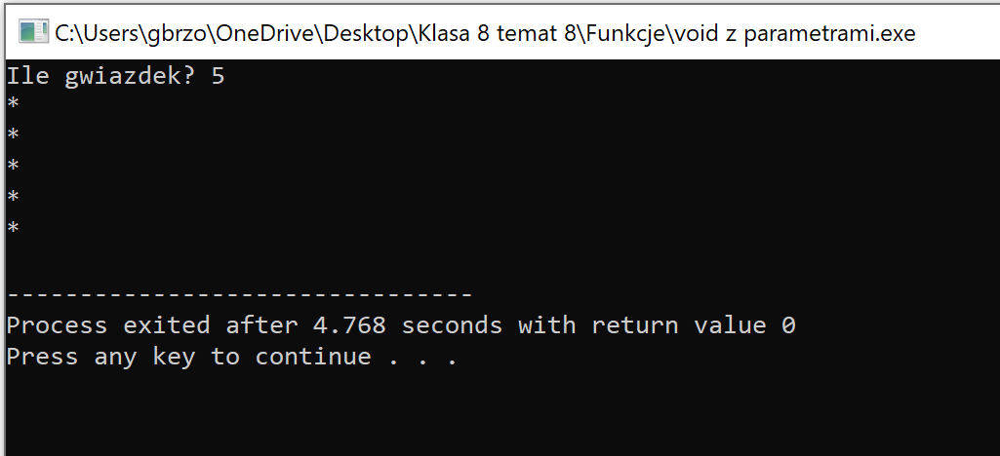 C:\Users\gbrzo\OneDrive\Desktop\Klasa 8 temat 8\Funkcje\void z parametrami.exe
Ile gwiazdek? 5
*
*
*
*
*
--------------------------------
Process exited after 4.768 seconds with return value 0
Press any key to continue . . .